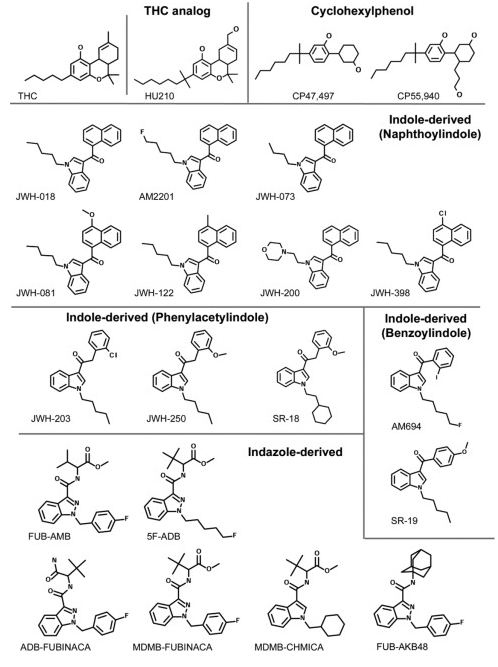 THC analog
Cyclohexylphenol
THC
HU210
CP47,497
CP55,940
Indole-derived
(Naphthoylindole)
JWH-018
AM2201
JWH-073
JWH-081
JWH-122
JWH-200
JWH-398
Indole-derived (Phenylacetylindole)
Indole-derived
(Benzoylindole)
JWH-203
JWH-250
SR-18
AM694
Indazole-derived
SR-19
FUB-AMB
5F-ADB
ADB-FUBINACA
MDMB-FUBINACA
MDMB-CHMICA
FUB-AKB48